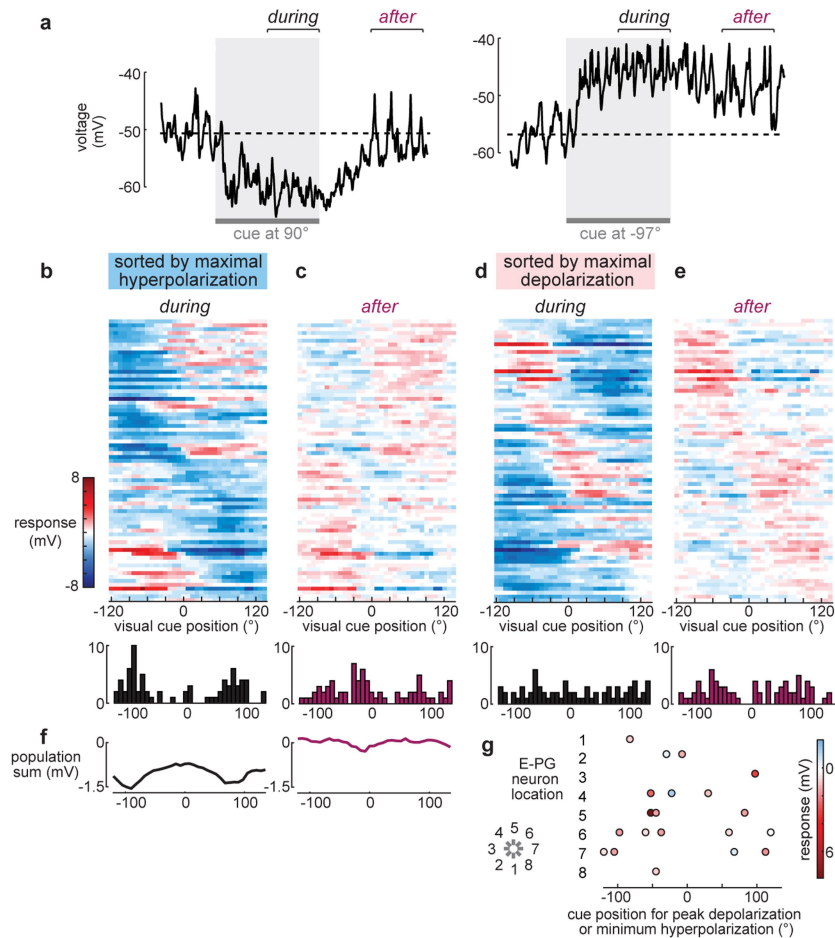 a
during after
during after
-40
-50
-60
voltage
(mV)
cue at 90°
-40
-50
-60
cue at -97°
b c d e
sorted by maximal
hyperpolarization
sorted by maximal
depolarization
during after during after
8
-8
response
(mV)
-120 0 120
visual cue position (°)
-120 0 120
visual cue position (°)
-120 0 120
visual cue position (°)
-120 0 120
visual cue position (°)
10
0
-100 0 100
10
0
-100 0 100
10
0
-100 0 100
10
0
-100 0 100
f
population
sum (mV)
0
-1.5
-100 0 100
0
-1.5
-100 0 100
g
E-PG
neuron
location
4 5 6
3 7
2 1 8
1
2
3
4
5
6
7
8
-100 0 100
cue position for peak depolarization
or minimum hyperpolarization (°)
0
6
response (mV)